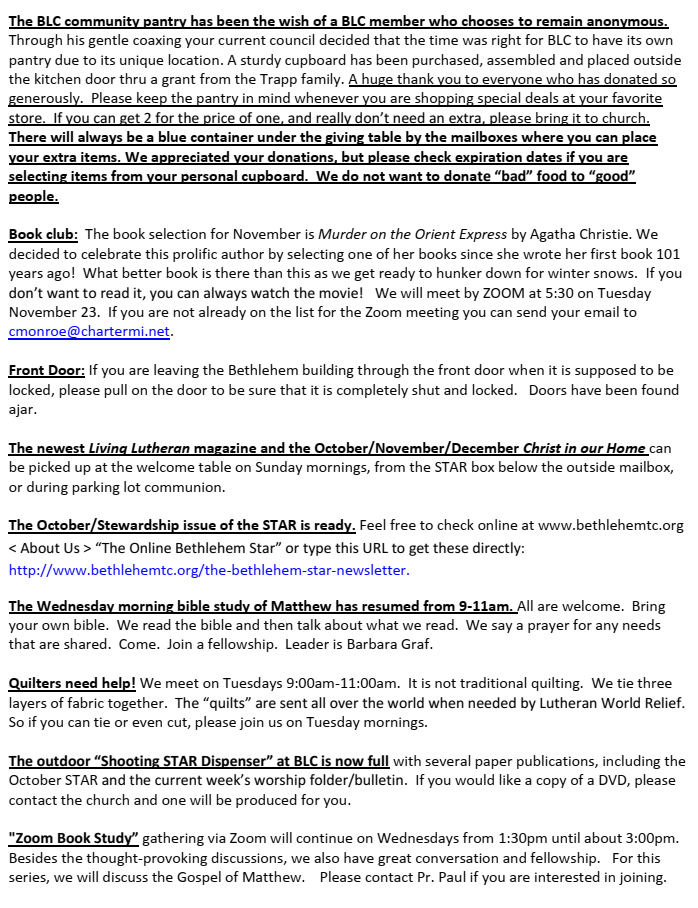 The BLC community pantry has been the wish of a BLC member who chooses to remain anonymous.
Through his gentle coaxing your current council decided that the time was right for BLC to have its own
pantry due to its unique location. A sturdy cupboard has been purchased, assembled and placed outside
the kitchen door thru a grant from the Trapp family. A huge thank you to everyone who has donated so
generously.  Please keep the pantry in mind whenever you are shopping special deals at your favorite
store.  If you can get 2 for the price of one, and really don’t need an extra, please bring it to church.
There will always be a blue container under the giving table by the mailboxes where you can place
your extra items. We appreciated your donations, but please check expiration dates if you are
selecting items from your personal cupboard.  We do not want to donate “bad” food to “good”
people.

Book club:  The book selection for November is Murder on the Orient Express by Agatha Christie. We
decided to celebrate this prolific author by selecting one of her books since she wrote her first book 101
years ago!  What better book is there than this as we get ready to hunker down for winter snows.  If you
don’t want to read it, you can always watch the movie!   We will meet by ZOOM at 5:30 on Tuesday
November 23.  If you are not already on the list for the Zoom meeting you can send your email to
cmonroe@chartermi.net.

Front Door: If you are leaving the Bethlehem building through the front door when it is supposed to be
locked, please pull on the door to be sure that it is completely shut and locked.   Doors have been found
ajar.

The newest Living Lutheran magazine and the October/November/December Christ in our Home can
be picked up at the welcome table on Sunday mornings, from the STAR box below the outside mailbox,
or during parking lot communion.

The October/Stewardship issue of the STAR is ready. Feel free to check online at www.bethlehemtc.org
< About Us > “The Online Bethlehem Star” or type this URL to get these directly:
http://www.bethlehemtc.org/the-bethlehem-star-newsletter.

The Wednesday morning bible study of Matthew has resumed from 9-11am.  All are welcome.  Bring
your own bible.  We read the bible and then talk about what we read.  We say a prayer for any needs
that are shared.  Come.  Join a fellowship.  Leader is Barbara Graf.

Quilters need help! We meet on Tuesdays 9:00am-11:00am.  It is not traditional quilting.  We tie three
layers of fabric together.  The “quilts” are sent all over the world when needed by Lutheran World Relief.
So if you can tie or even cut, please join us on Tuesday mornings.

The outdoor “Shooting STAR Dispenser” at BLC is now full with several paper publications, including the
October STAR and the current week’s worship folder/bulletin.  If you would like a copy of a DVD, please
contact the church and one will be produced for you.

"Zoom Book Study” gathering via Zoom will continue on Wednesdays from 1:30pm until about 3:00pm.
Besides the thought-provoking discussions, we also have great conversation and fellowship.   For this
series, we will discuss the Gospel of Matthew.    Please contact Pr. Paul if you are interested in joining.